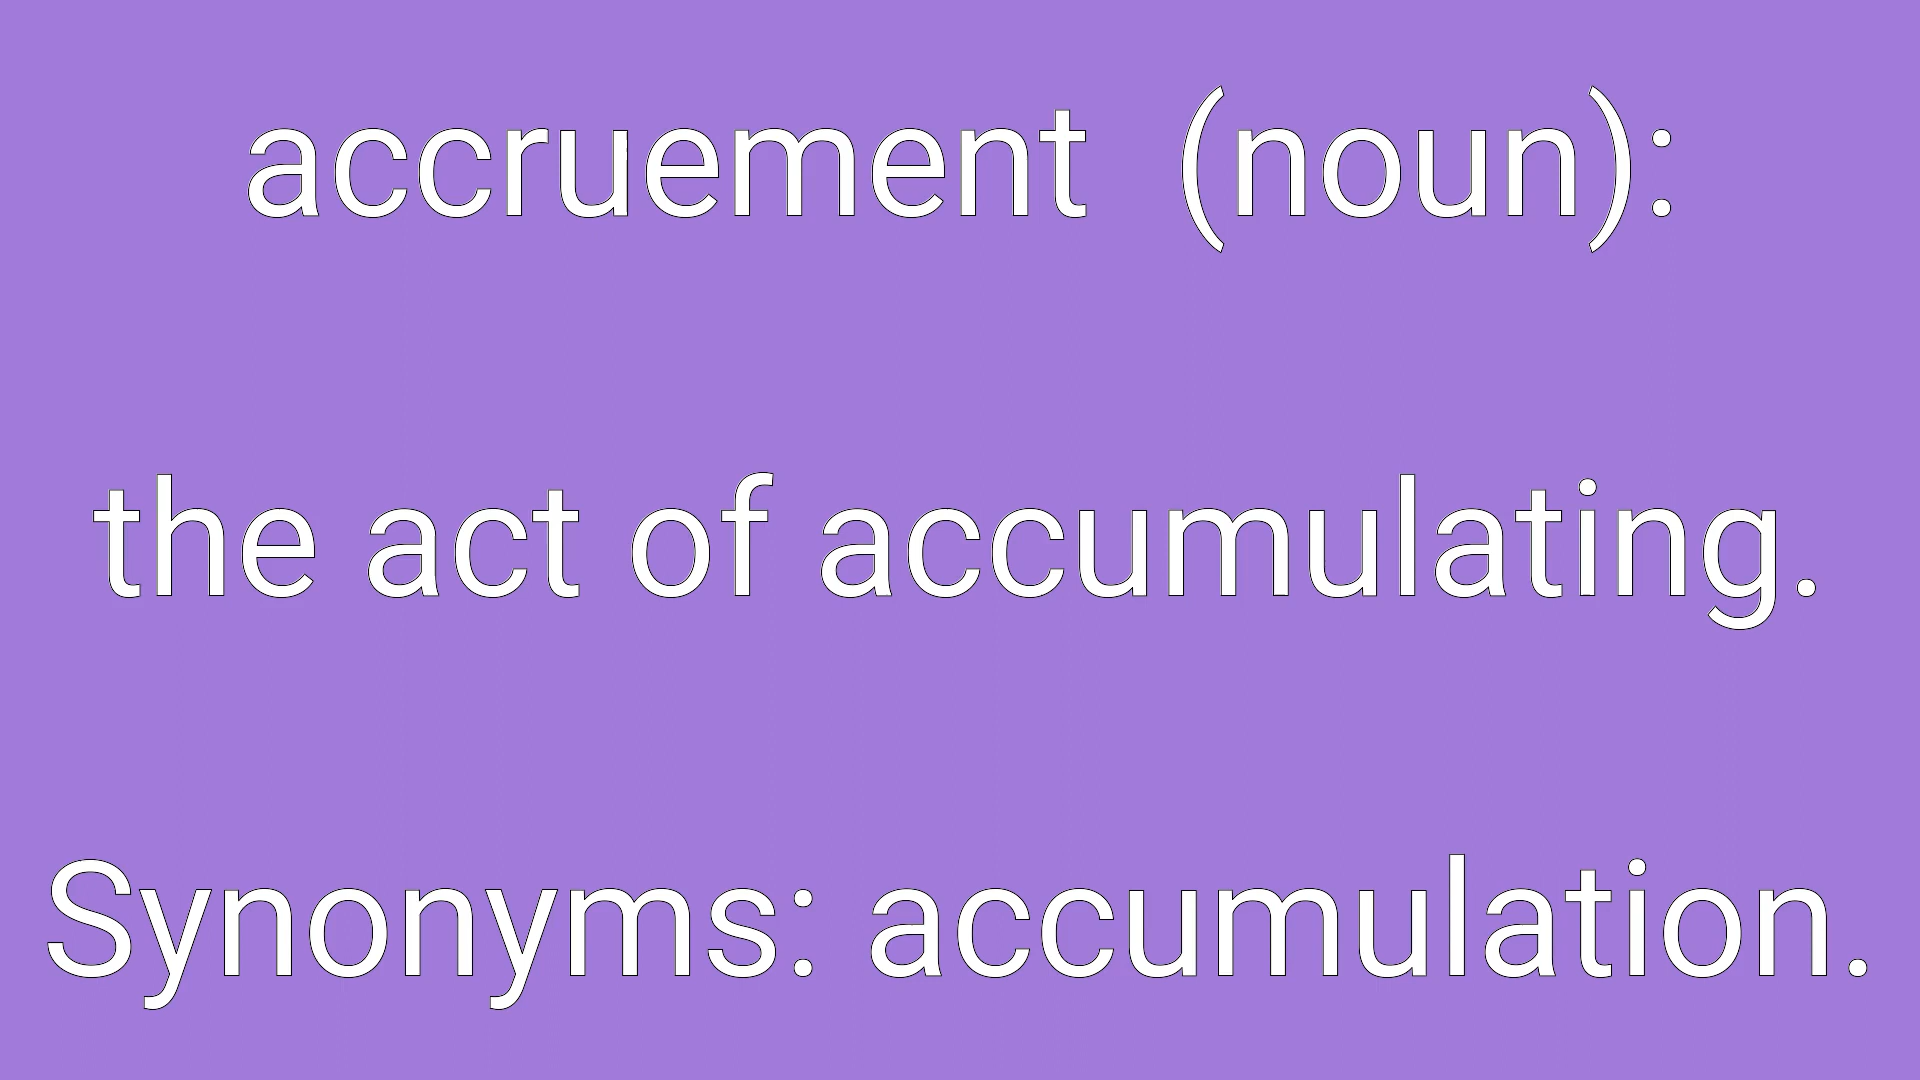 accruement (noun):
the act of accumulating.
Synonyms: accumulation.